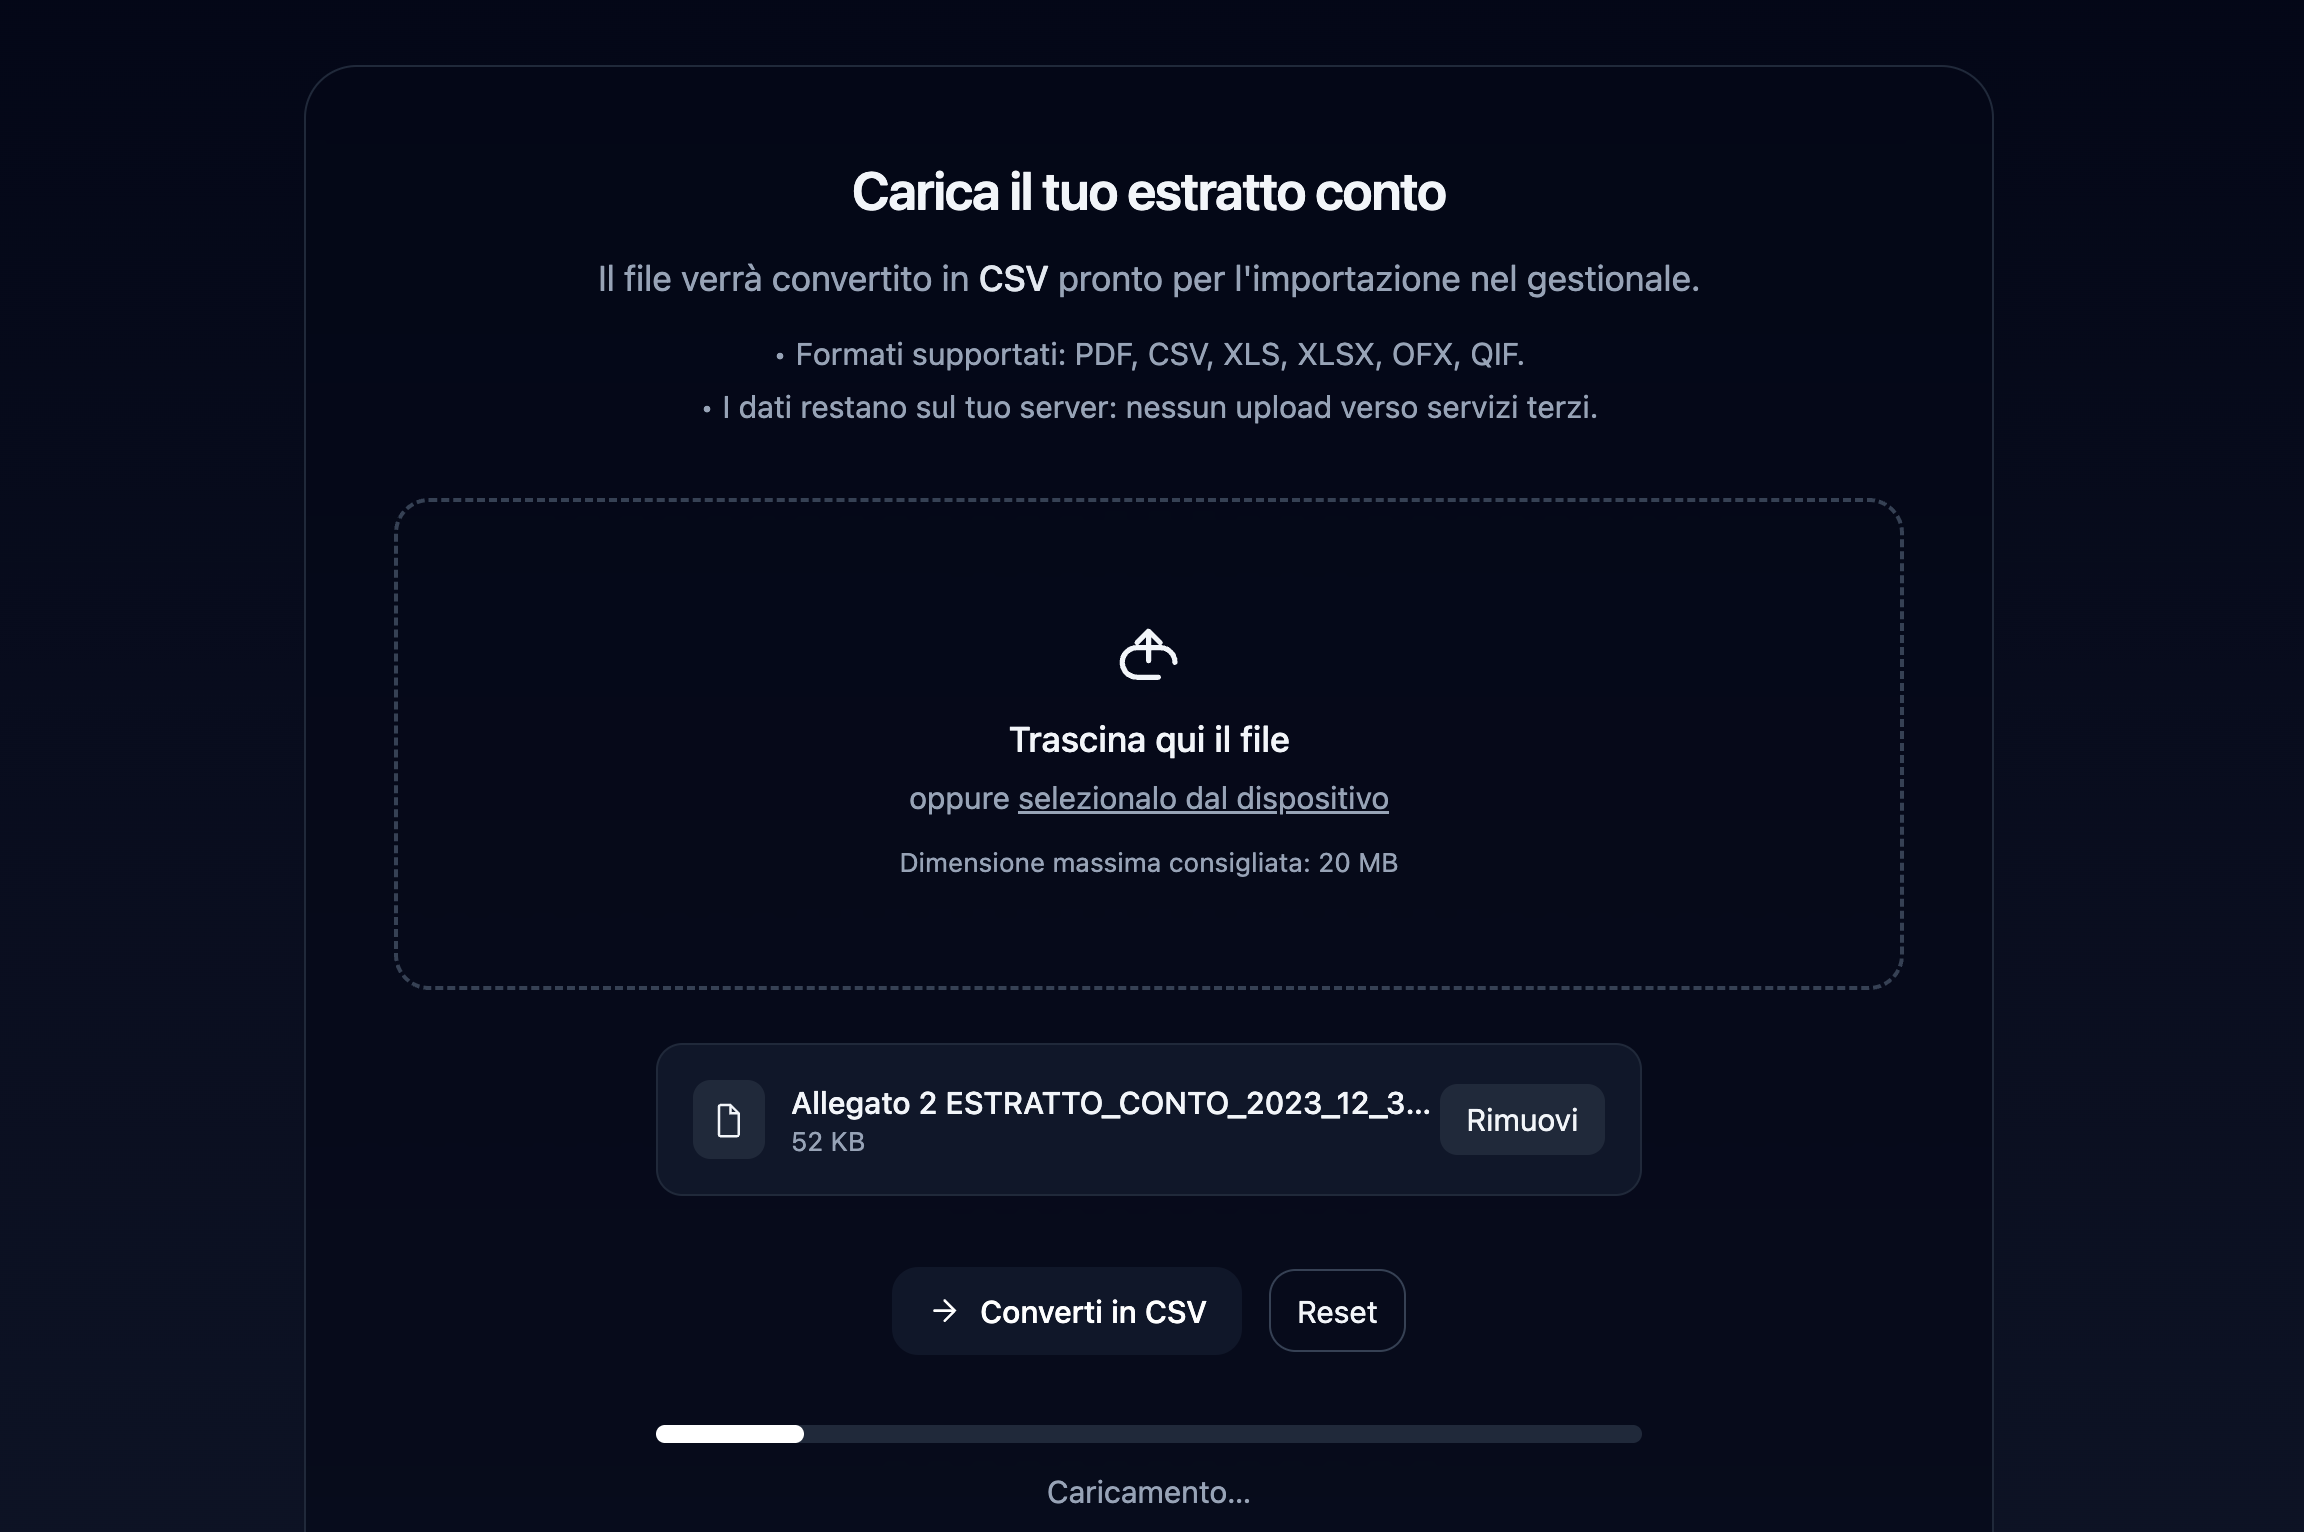 Carica il tuo estratto conto
Il file verrà convertito in CSV pronto per l'importazione nel gestionale.
• Formati supportati: PDF, CSV, XLS, XLSX, OFX, QIF.
• I dati restano sul tuo server: nessun upload verso servizi terzi.
Trascina qui il file
oppure selezionalo dal dispositivo
Dimensione massima consigliata: 20 MB
Allegato 2 ESTRATTO_CONTO_2023_12_3...
52 KB
Rimuovi
Converti in CSV
Reset
Caricamento...